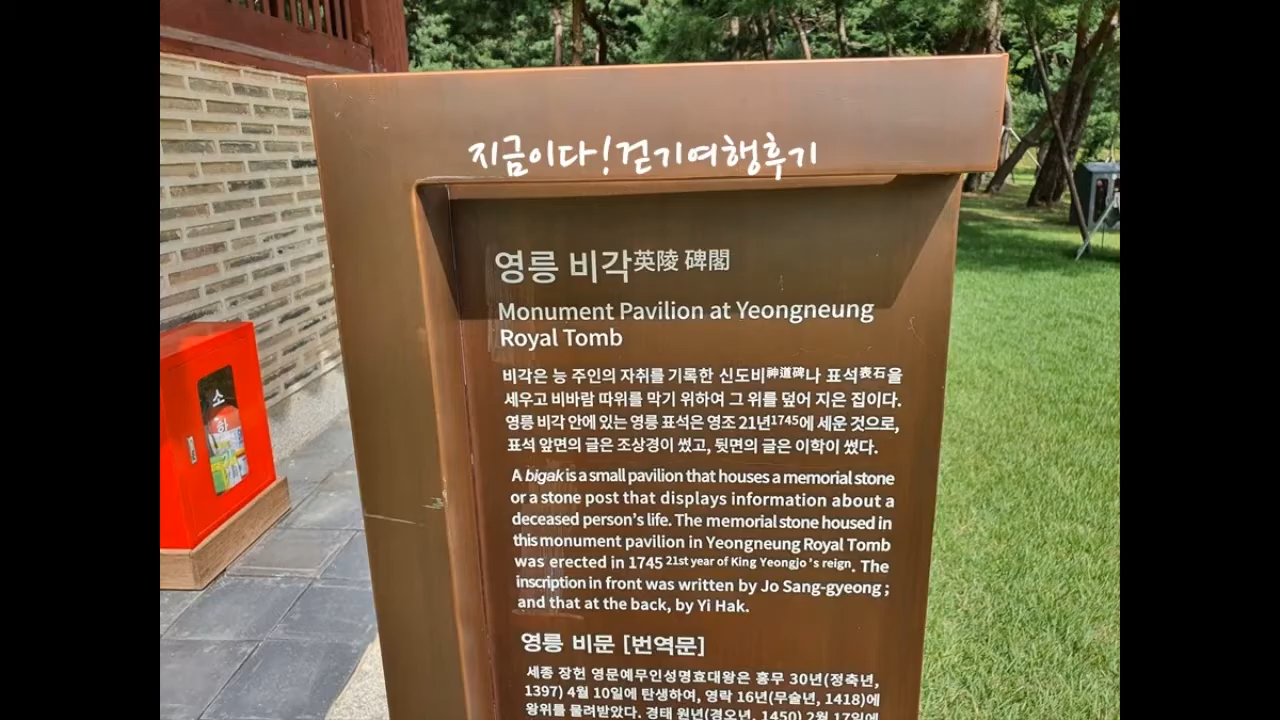 지금이다!걷기여행후기
영릉 비각英陵 碑閣
Monument Pavilion at Yeongneung
Royal Tomb
비각은 능 주인의 자취를 기록한 신도비神道碑나 표석表石을
세우고 비바람 따위를 막기 위하여 그 위를 덮어 지은 집이다.
영릉 비각 안에 있는 영릉 표석은 영조 21년1745에 세운 것으로,
표석 앞면의 글은 조상경이 썼고, 뒷면의 글은 이학이 썼다.
A bigak is a small pavilion that houses a memorial stone
or a stone post that displays information about a
deceased person's life. The memorial stone housed in
this monument pavilion in Yeongneung Royal Tomb
was erected in 1745 21st year of King Yeongjo's reign. The
inscription in front was written by Jo Sang-gyeong;
and that at the back, by Yi Hak.
영릉 비문 [번역문]
세종 장헌 영문예무인성명효대왕은 홍무 30년(정축년,
1397) 4월 10일에 탄생하여, 영락 16년(무술년, 1418)에
왕위를 물려받았다. 경태 원년(경오년, 1450) 2월 17일에
소
화